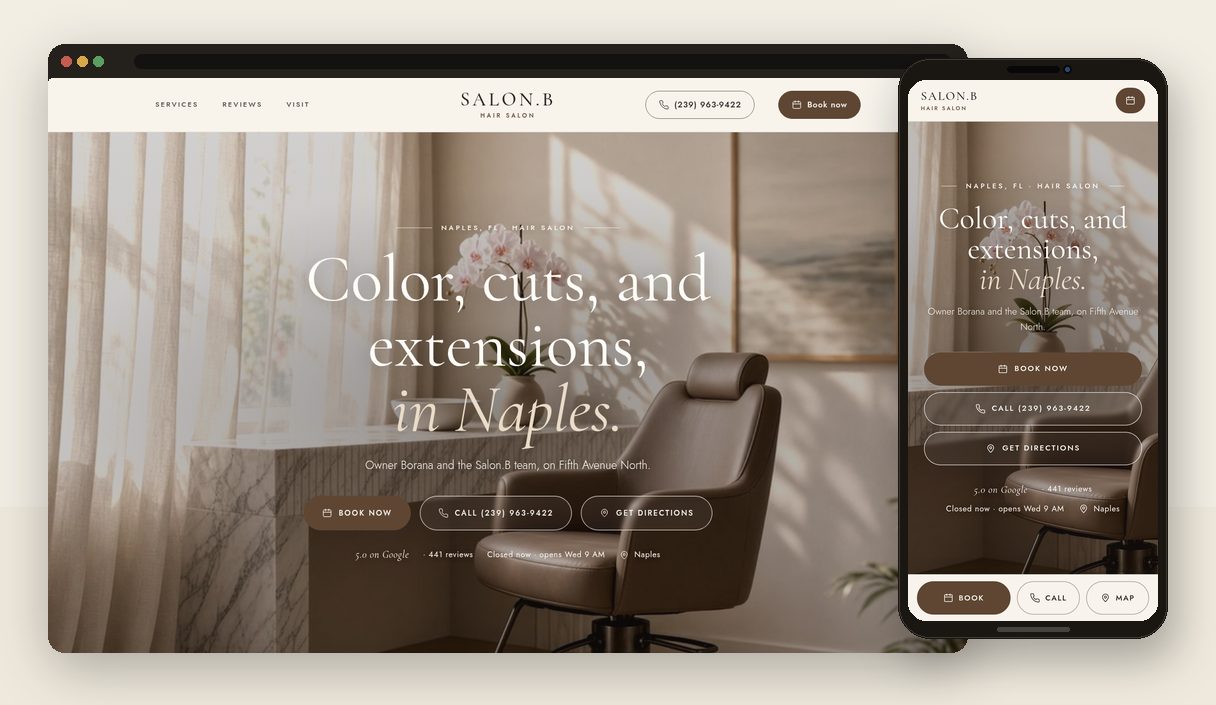 SERVICES REVIEWS VISIT
SALON.B
HAIR SALON
(239) 963-9422
Book now
NAPLES, FL · HAIR SALON
Color, cuts, and
extensions,
in Naples.
Owner Borana and the Salon.B team, on Fifth Avenue North.
BOOK NOW
CALL (239) 963-9422
GET DIRECTIONS
5.0 on Google · 441 reviews Closed now · opens Wed 9 AM Naples
SALON.B
HAIR SALON
NAPLES, FL · HAIR SALON
Color, cuts, and
extensions,
in Naples.
Owner Borana and the Salon.B team, on Fifth Avenue
North.
BOOK NOW
CALL (239) 963-9422
GET DIRECTIONS
5.0 on Google · 441 reviews
Closed now · opens Wed 9 AM Naples
BOOK CALL MAP